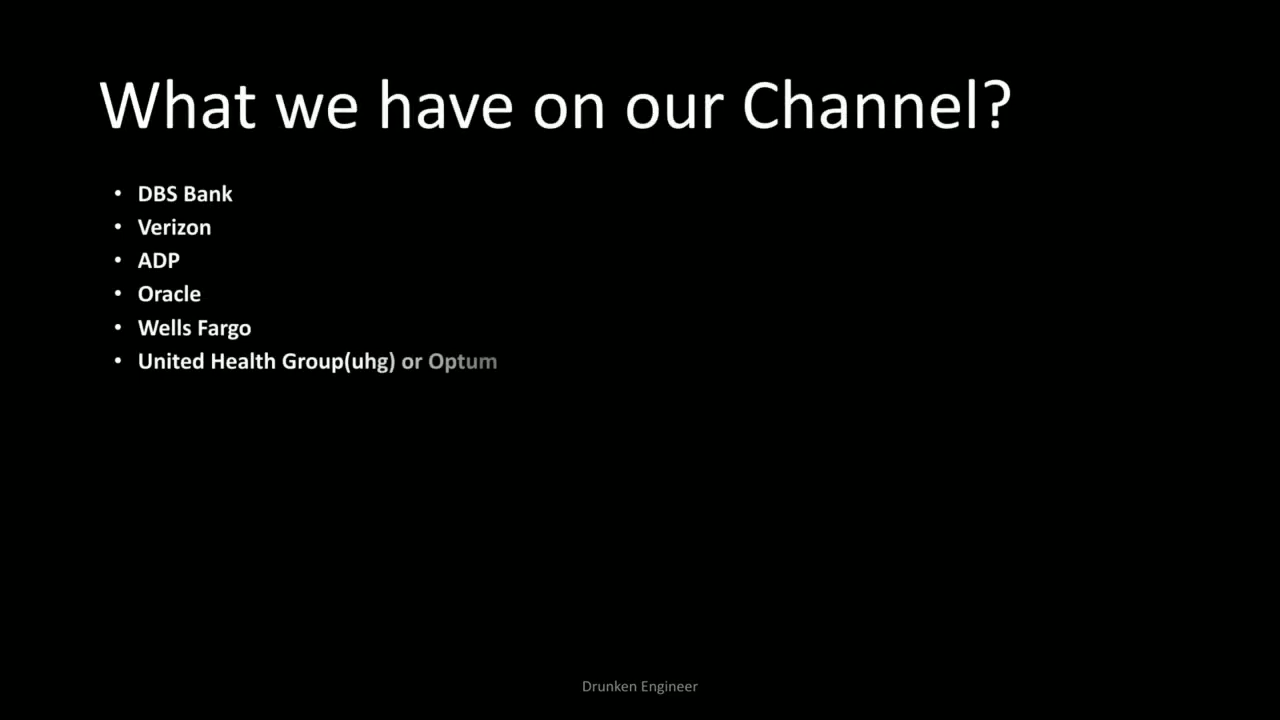 What we have on our Channel?
• DBS Bank
• Verizon
• ADP
• Oracle
• Wells Fargo
• United Health Group(uhg) or Optum
Drunken Engineer